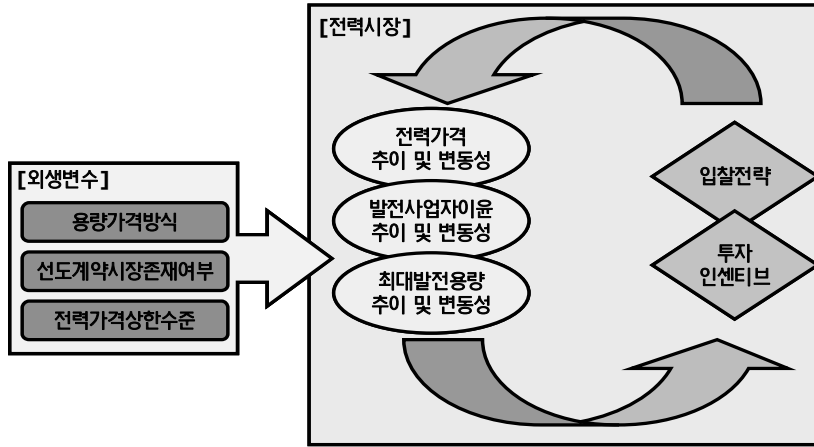 [전력시장]
전력가격
추이 및 변동성
발전사업자이윤
추이 및 변동성
최대발전용량
추이 및 변동성
입찰전략
투자
인센티브
[외생변수]
용량가격방식
선도계약시장존재여부
전력가격상한수준